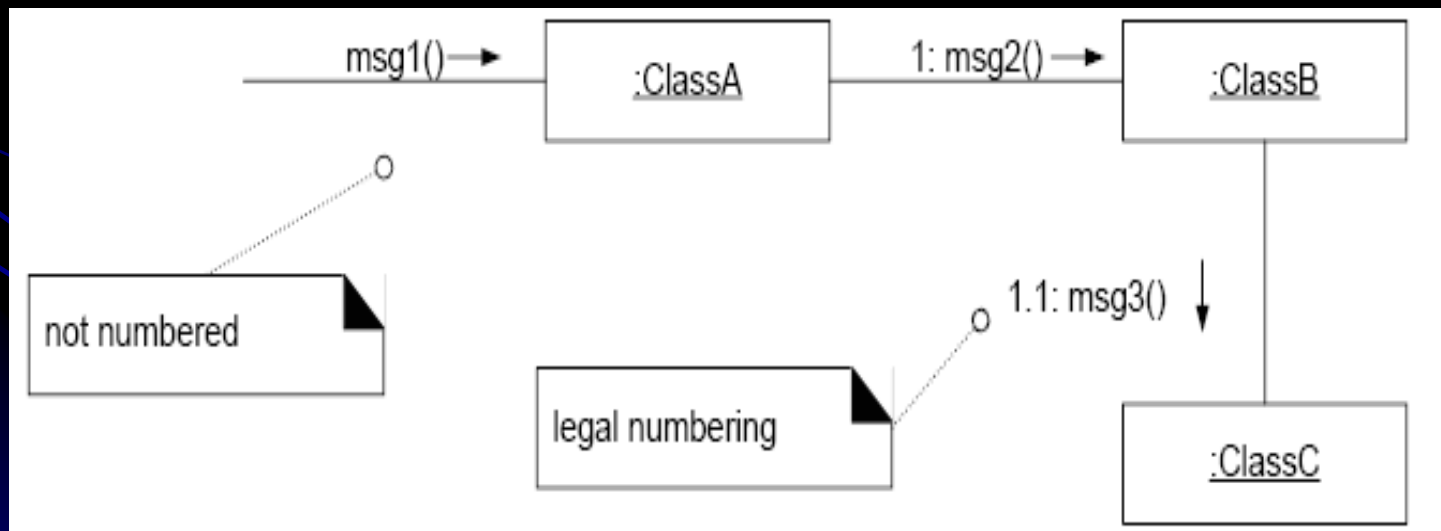 msg1()
:ClassA
1: msg2()
:ClassB
not numbered
1.1: msg3()
legal numbering
:ClassC